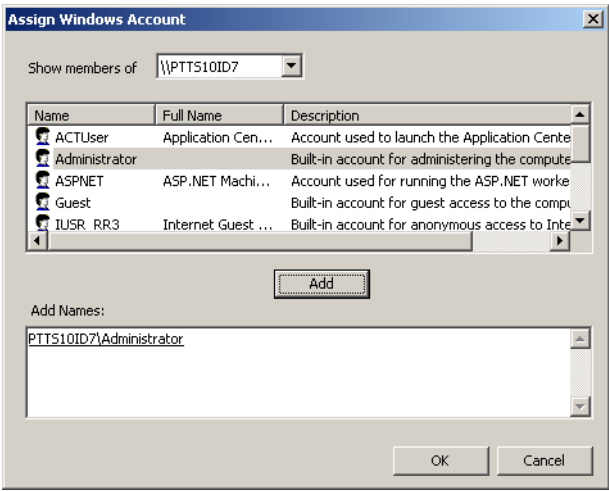 Assign Windows Account
Show members of \\PTTS10ID7
Name Full Name Description
ACTUser Application Cen... Account used to launch the Application Cente
Administrator Built-in account for administering the compute
ASPNET ASP.NET Machi... Account used for running the ASP.NET worke
Guest Built-in account for guest access to the compu
IUSR_RR3 Internet Guest ... Built-in account for anonymous access to Inte
Add
Add Names:
PTTS10ID7\Administrator
OK Cancel